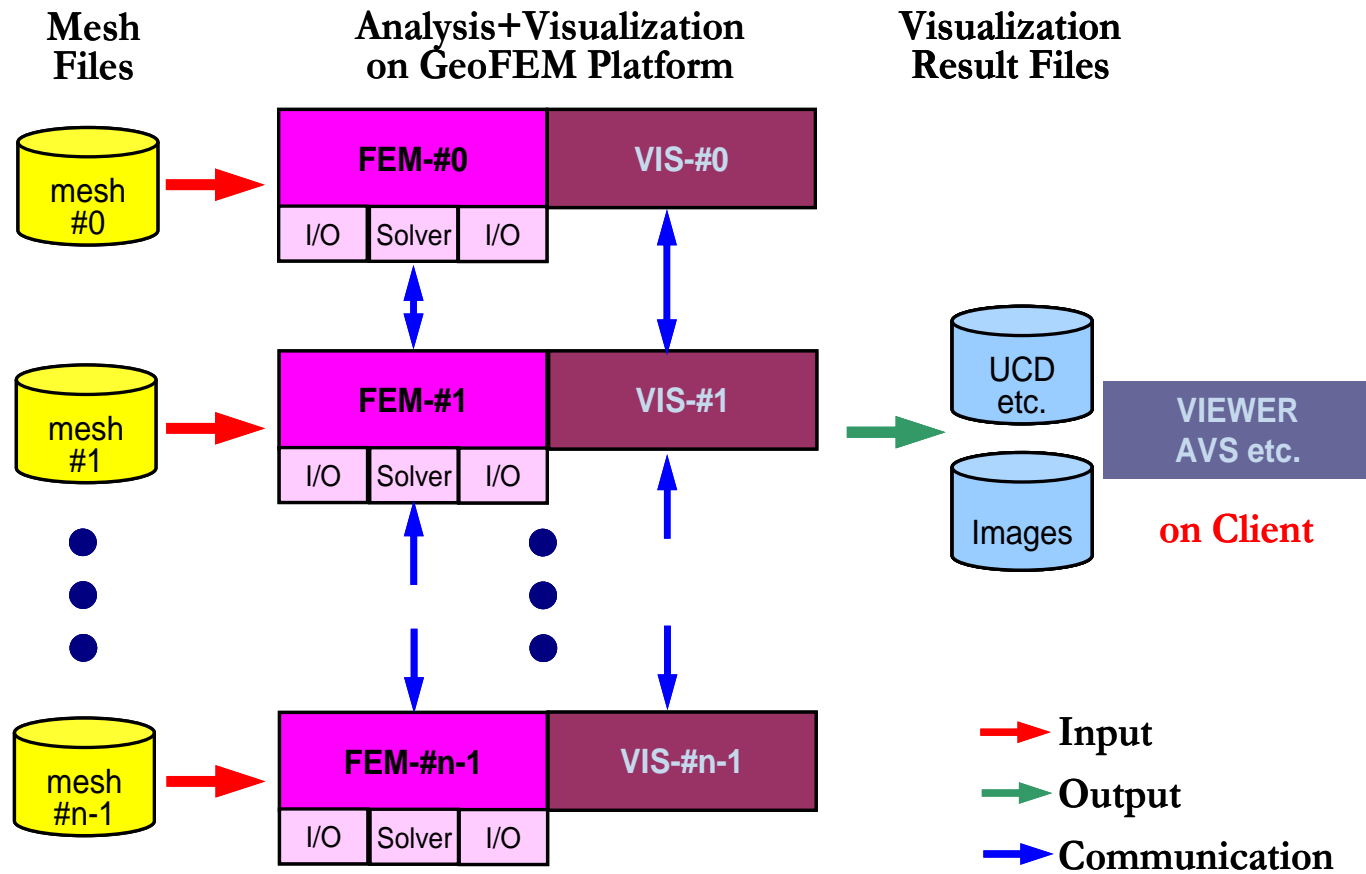 Mesh
Files
Analysis+Visualization
on GeoFEM Platform
Visualization
Result Files
mesh
#0
FEM-#0
VIS-#0
I/O
Solver
I/O
mesh
#1
FEM-#1
VIS-#1
I/O
Solver
I/O
UCD
etc.
Images
VIEWER
AVS etc.
on Client
mesh
#n-1
FEM-#n-1
VIS-#n-1
I/O
Solver
I/O
Input
Output
Communication